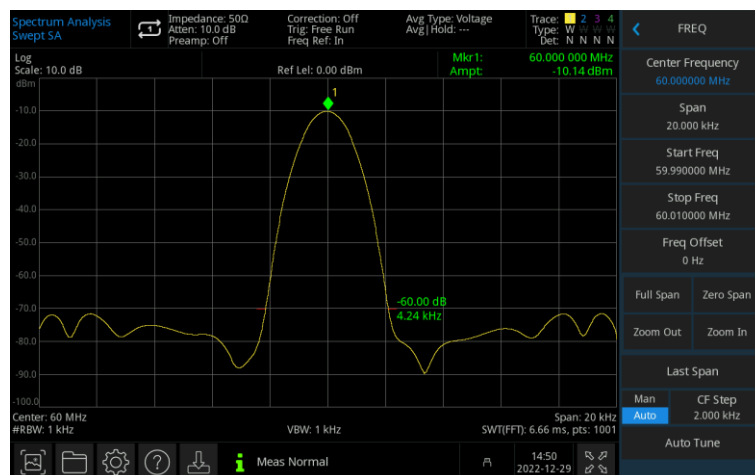 Spectrum Analysis
Swept SA
1
Impedance: 50Ω
Atten: 10.0 dB
Preamp: Off
Correction: Off
Trig: Free Run
Freq Ref: In
Avg Type: Voltage
Avg|Hold: ---
Trace: 1 2 3 4
Type: W W W W
Det: N N N N
Log
Scale: 10.0 dB
Ref Lel: 0.00 dBm
Mkr1: 60.000 000 MHz
Ampt: -10.14 dBm
dBm
-10.0
-20.0
-30.0
-40.0
-50.0
-60.0
-70.0
-80.0
-90.0
-100.0
1
-60.00 dB
4.24 kHz
Center: 60 MHz
#RBW: 1 kHz
VBW: 1 kHz
Span: 20 kHz
SWT(FFT): 6.66 ms, pts: 1001
FREQ
Center Frequency
60.000000 MHz
Span
20.000 kHz
Start Freq
59.990000 MHz
Stop Freq
60.010000 MHz
Freq Offset
0 Hz
Full Span
Zero Span
Zoom Out
Zoom In
Last Span
Man
Auto
CF Step
2.000 kHz
Auto Tune
Meas Normal
14:50
2022-12-29